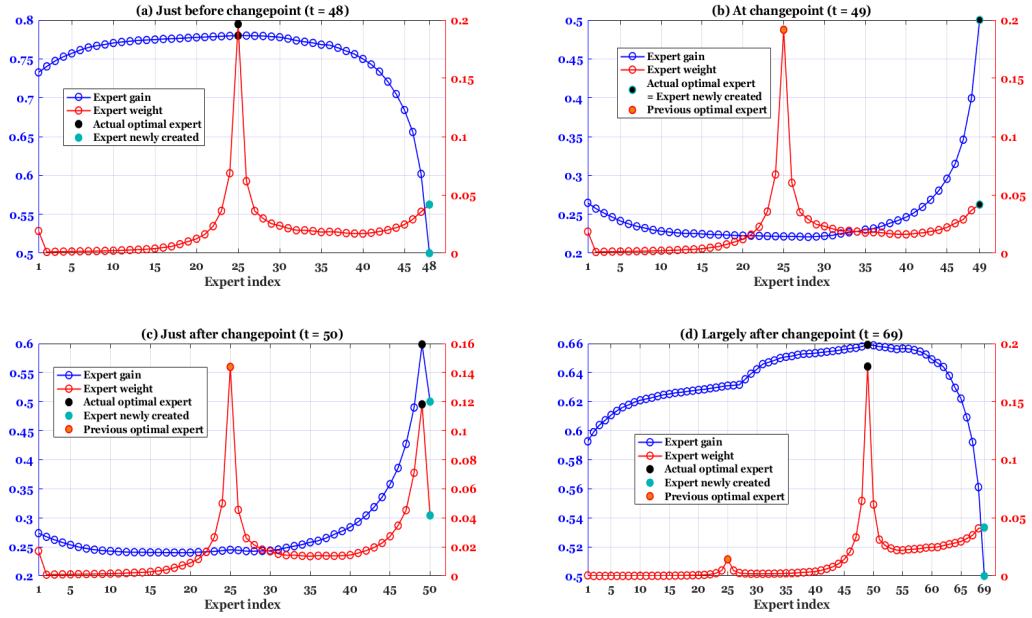 (a) Just before changepoint (t = 48)
0.8
0.75
0.7
0.65
0.6
0.55
0.5
0.2
0.15
0.1
0.05
0
Expert gain
Expert weight
Actual optimal expert
Expert newly created
1 5 10 15 20 25 30 35 40 45 48
Expert index
(b) At changepoint (t = 49)
0.5
0.45
0.4
0.35
0.3
0.25
0.2
0.2
0.15
0.1
0.05
0
Expert gain
Expert weight
Actual optimal expert
= Expert newly created
Previous optimal expert
1 5 10 15 20 25 30 35 40 45 49
Expert index
(c) Just after changepoint (t = 50)
0.6
0.55
0.5
0.45
0.4
0.35
0.3
0.25
0.2
0.16
0.14
0.12
0.1
0.08
0.06
0.04
0.02
0
Expert gain
Expert weight
Actual optimal expert
Expert newly created
Previous optimal expert
1 5 10 15 20 25 30 35 40 45 50
Expert index
(d) Largely after changepoint (t = 69)
0.66
0.64
0.62
0.6
0.58
0.56
0.54
0.52
0.5
0.2
0.15
0.1
0.05
0
Expert gain
Expert weight
Actual optimal expert
Expert newly created
Previous optimal expert
1 5 10 15 20 25 30 35 40 45 50 55 60 65 69
Expert index